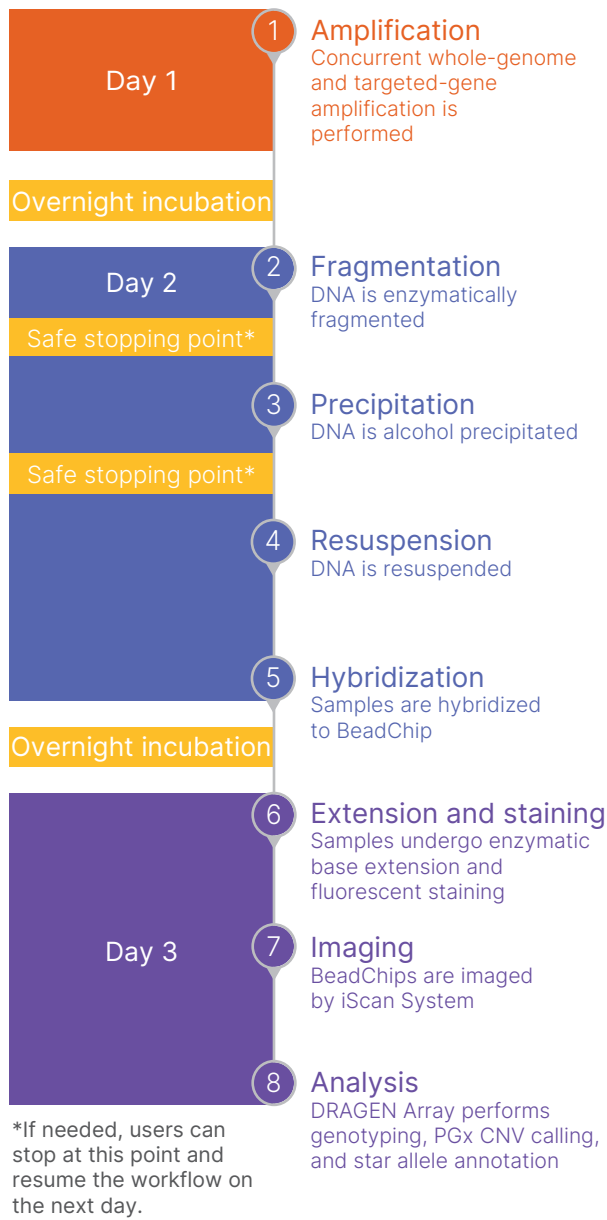 Day 1
1
Amplification
Concurrent whole-genome
and targeted-gene
amplification is
performed
Overnight incubation
Day 2
2
Fragmentation
DNA is enzymatically
fragmented
Safe stopping point*
3
Precipitation
DNA is alcohol precipitated
Safe stopping point*
4
Resuspension
DNA is resuspended
5
Hybridization
Samples are hybridized
to BeadChip
Overnight incubation
6
Extension and staining
Samples undergo enzymatic
base extension and
fluorescent staining
Day 3
7
Imaging
BeadChips are imaged
by iScan System
8
Analysis
DRAGEN Array performs
genotyping, PGx CNV calling,
and star allele annotation
*If needed, users can
stop at this point and
resume the workflow on
the next day.